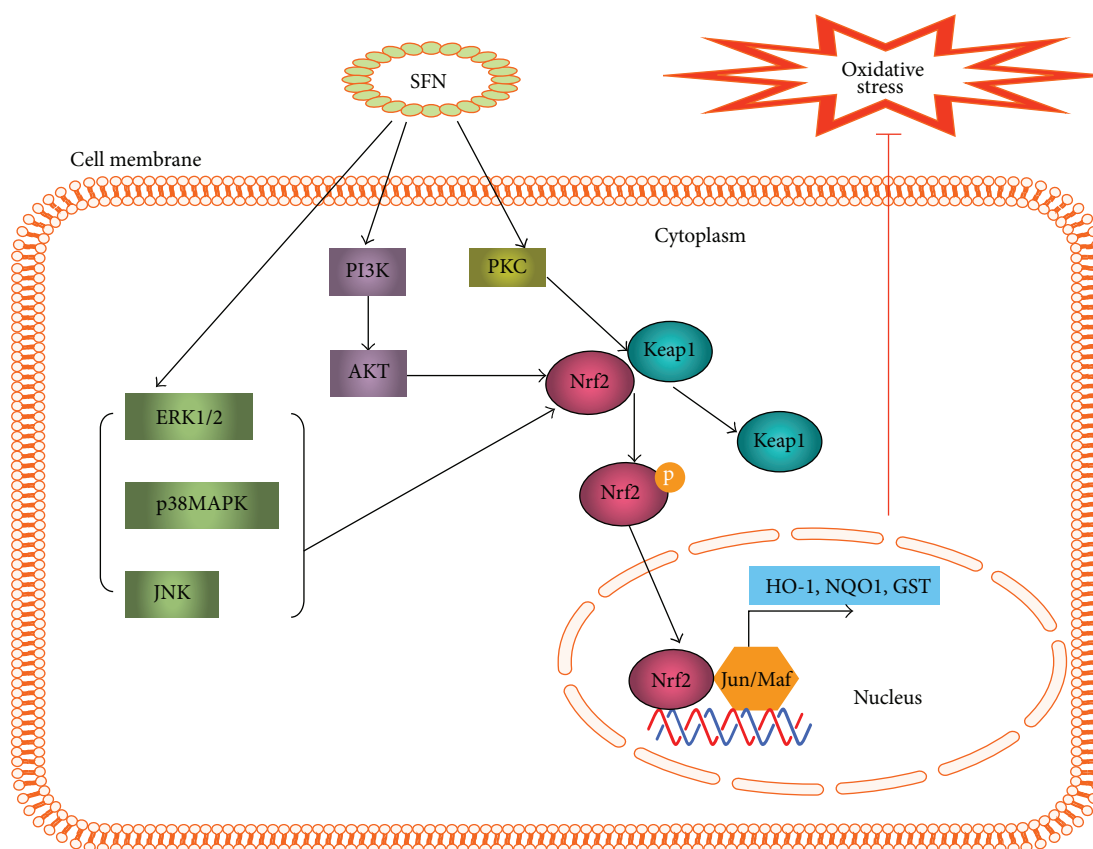 SFN
Oxidative
stress
Cell membrane
Cytoplasm
PI3K
PKC
Keap1
AKT
Nrf2
ERK1/2
Keap1
p38MAPK
Nrf2
P
JNK
HO-1, NQO1, GST
Nrf2
Jun/Maf
Nucleus